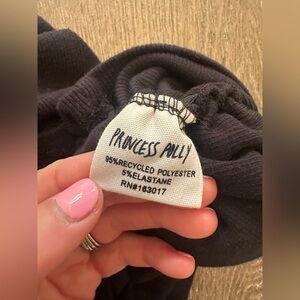 PRINCESS POLLY
95%RECYCLED POLYESTER
5%ELASTANE
RN#163017